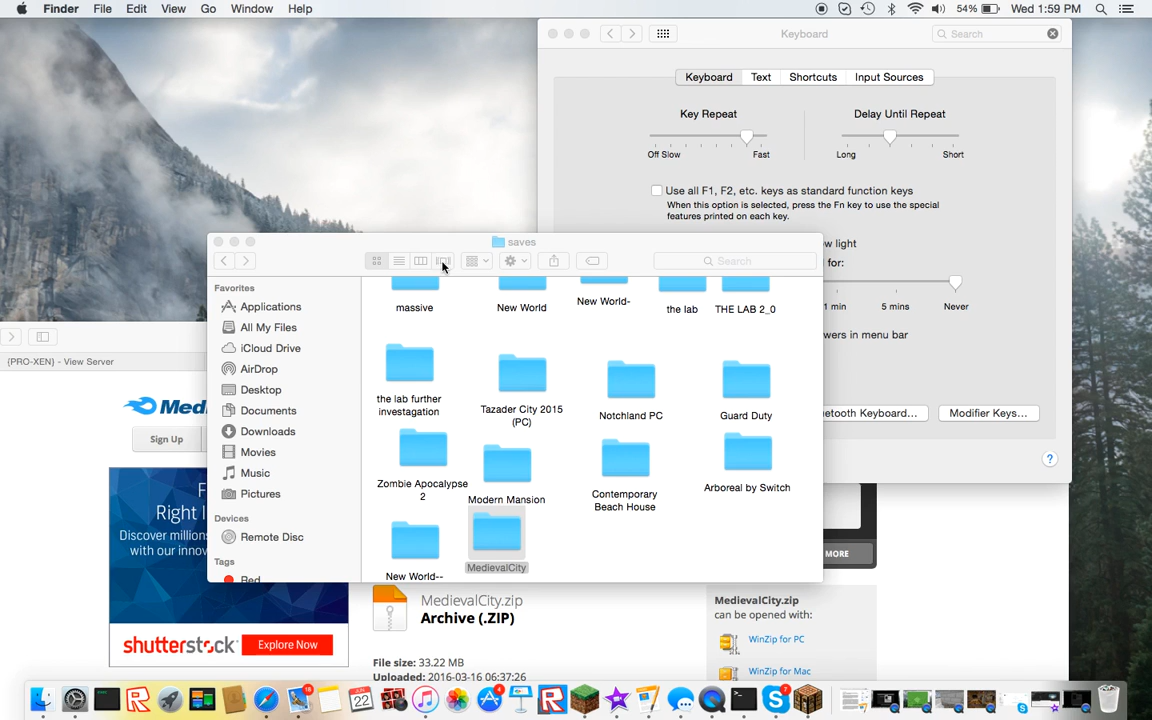 Finder File Edit View Go Window Help
54% Wed 1:59 PM
Keyboard
Search
Keyboard Text Shortcuts Input Sources
Key Repeat
Delay Until Repeat
Off Slow Fast
Long Short
Use all F1, F2, etc. keys as standard function keys
When this option is selected, press the Fn key to use the special
features printed on each key.
w light
for:
1 min 5 mins Never
wers in menu bar
etooth Keyboard...
Modifier Keys...
?
saves
Search
Favorites
Applications
All My Files
iCloud Drive
AirDrop
Desktop
Documents
Downloads
Movies
Music
Pictures
Devices
Remote Disc
Tags
Red
massive
New World
New World-
the lab
THE LAB 2_0
the lab further
investagation
Tazader City 2015
(PC)
Notchland PC
Guard Duty
Zombie Apocalypse
2
Modern Mansion
Contemporary
Beach House
Arboreal by Switch
New World--
MedievalCity
{PRO-XEN} - View Server
Med
Sign Up
F
Right
Discover million
with our innov
shutterstock
Explore Now
MedievalCity.zip
Archive (.ZIP)
File size: 33.22 MB
Uploaded: 2016-03-16 06:37:26
MORE
MedievalCity.zip
can be opened with:
WinZip for PC
WinZip for Mac
22